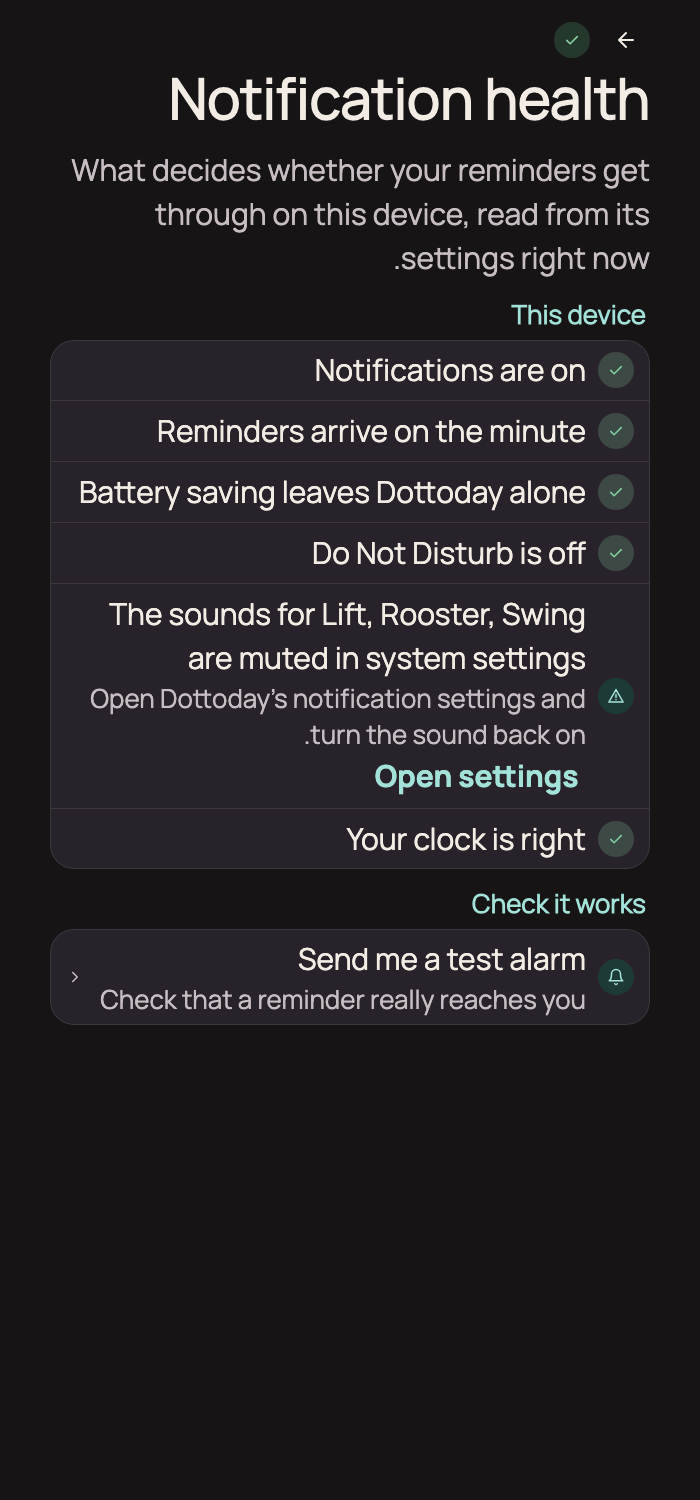 Notification health
What decides whether your reminders get
through on this device, read from its
settings right now.
This device
Notifications are on
Reminders arrive on the minute
Battery saving leaves Dottoday alone
Do Not Disturb is off
The sounds for Lift, Rooster, Swing
are muted in system settings
Open Dottoday's notification settings and
turn the sound back on.
Open settings
Your clock is right
Check it works
Send me a test alarm
Check that a reminder really reaches you